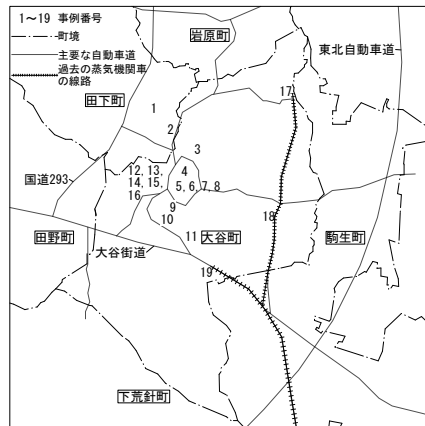 1～19 事例番号
町境
主要な自動車道
過去の蒸気機関車
の線路
岩原町
東北自動車道
田下町
1
17
2
3
12, 13,
14, 15,
16
4
5, 6, 7, 8
国道293
9
10
18
田野町
大谷町
駒生町
11
大谷街道
19
下荒針町